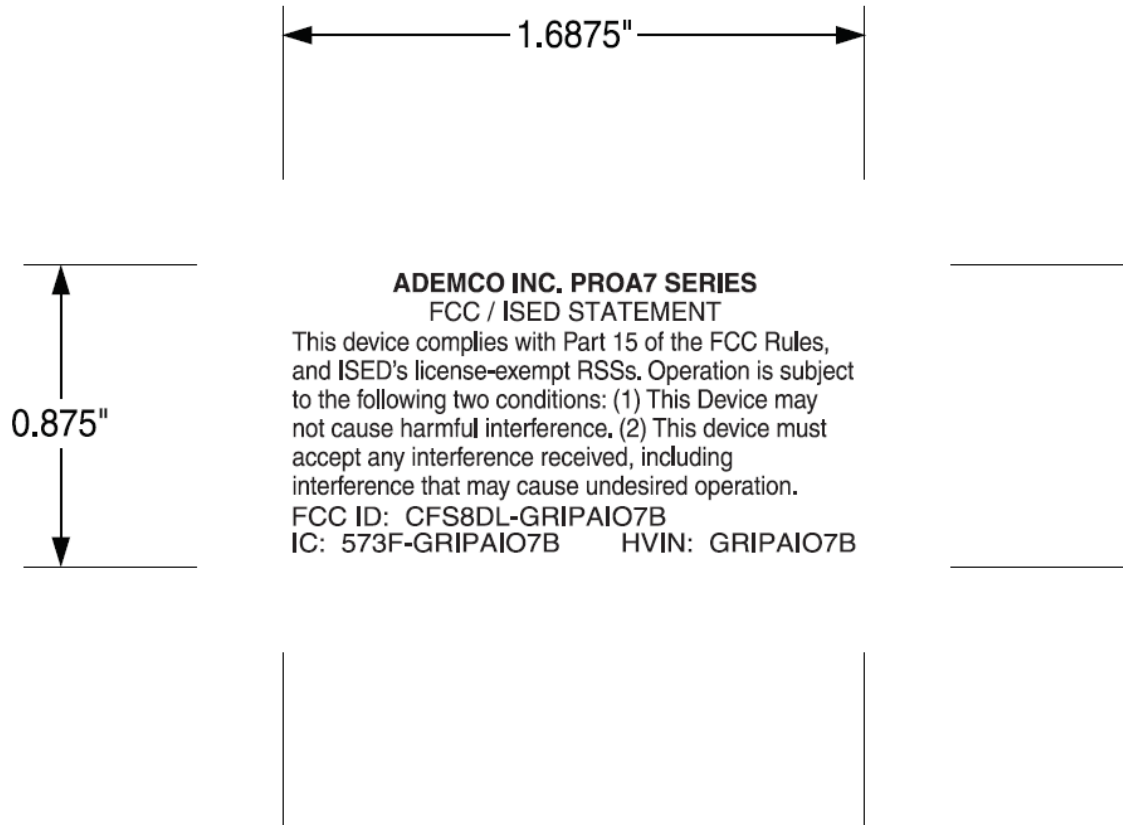 1.6875"
ADEMCO INC. PROA7 SERIES
FCC / ISED STATEMENT
This device complies with Part 15 of the FCC Rules,
and ISED’s license-exempt RSSs. Operation is subject
to the following two conditions: (1) This Device may
not cause harmful interference. (2) This device must
accept any interference received, including
interference that may cause undesired operation.
FCC ID: CFS8DL-GRIPAIO7B
IC: 573F-GRIPAIO7B HVIN: GRIPAIO7B
0.875"